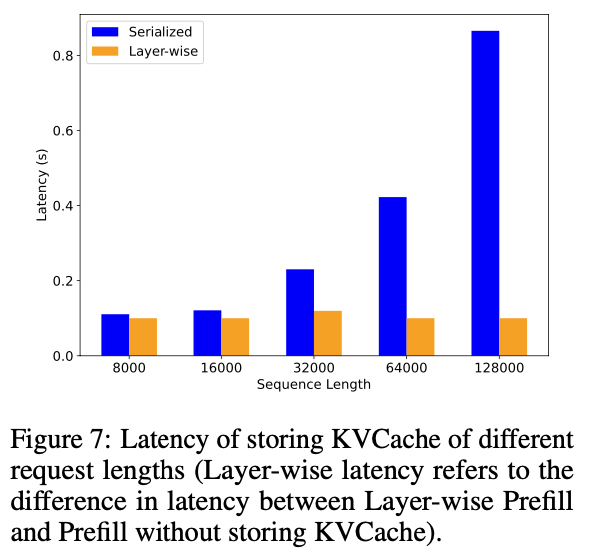 Serialized
Layer-wise
Latency (s)
0.8
0.6
0.4
0.2
0.0
8000 16000 32000 64000 128000
Sequence Length
Figure 7: Latency of storing KVCache of different
request lengths (Layer-wise latency refers to the
difference in latency between Layer-wise Prefill
and Prefill without storing KVCache).